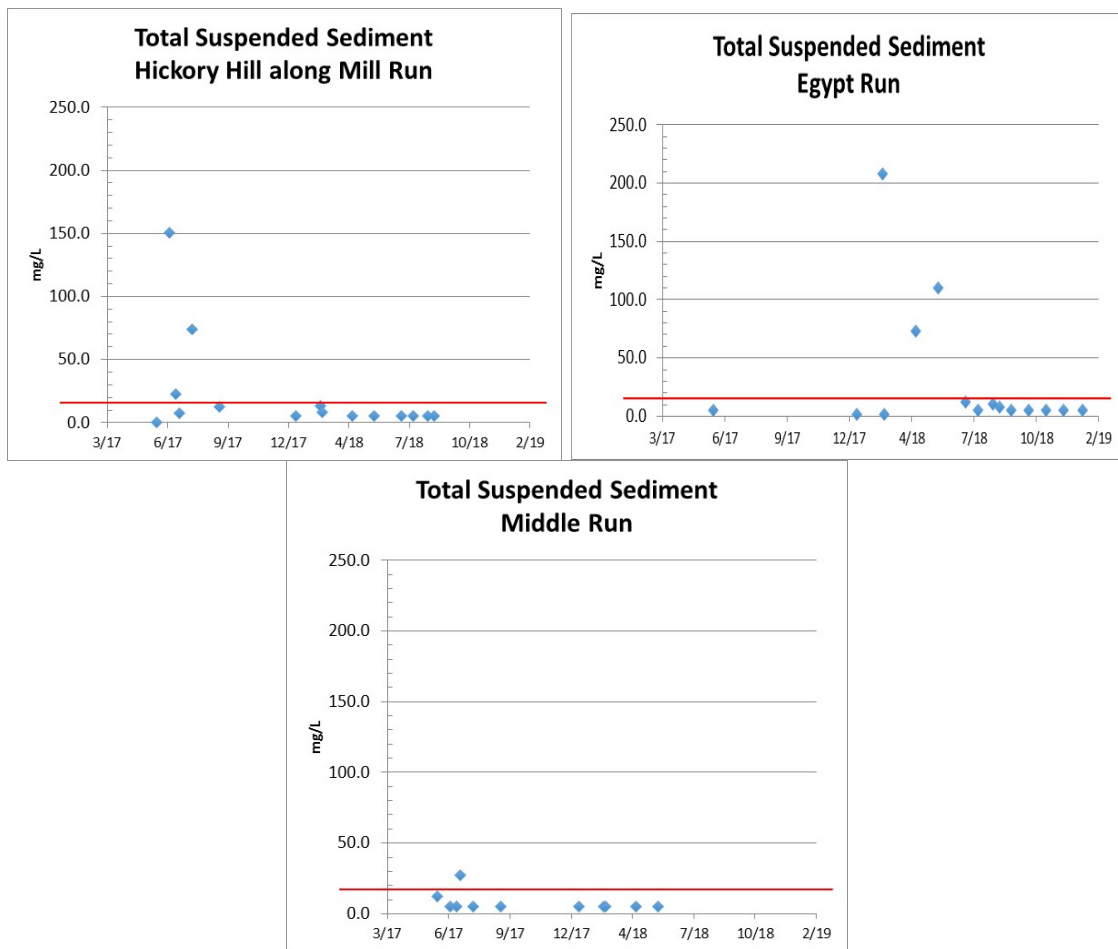 Total Suspended Sediment
Hickory Hill along Mill Run
250.0
200.0
150.0
100.0
50.0
0.0
mg/L
3/17 6/17 9/17 12/17 4/18 7/18 10/18 2/19
Total Suspended Sediment
Egypt Run
250.0
200.0
150.0
100.0
50.0
0.0
mg/L
3/17 6/17 9/17 12/17 4/18 7/18 10/18 2/19
Total Suspended Sediment
Middle Run
250.0
200.0
150.0
100.0
50.0
0.0
mg/L
3/17 6/17 9/17 12/17 4/18 7/18 10/18 2/19